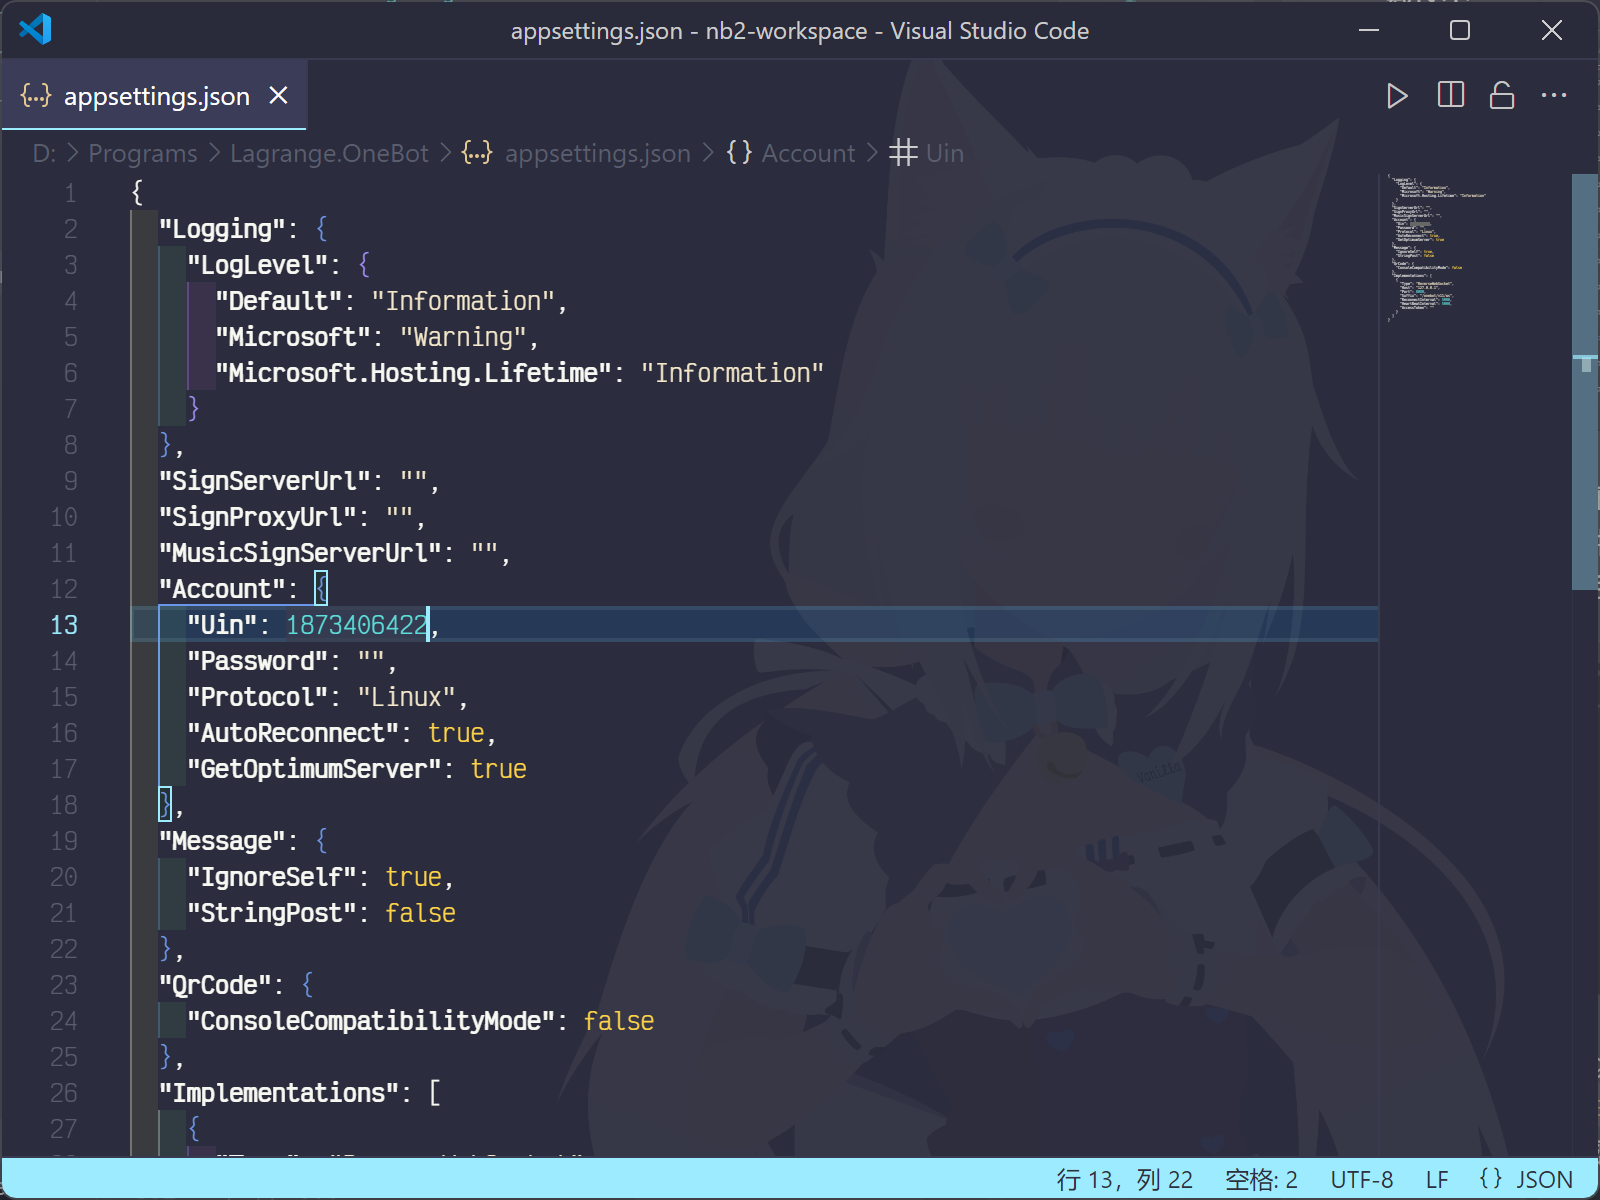 appsettings.json - nb2-workspace - Visual Studio Code
{...} appsettings.json
D: > Programs > Lagrange.OneBot > {...} appsettings.json > {} Account > # Uin
1 {
2 "Logging": {
3 "LogLevel": {
4 "Default": "Information",
5 "Microsoft": "Warning",
6 "Microsoft.Hosting.Lifetime": "Information"
7 }
8 },
9 "SignServerUrl": "",
10 "SignProxyUrl": "",
11 "MusicSignServerUrl": "",
12 "Account": {
13 "Uin": 1873406422,
14 "Password": "",
15 "Protocol": "Linux",
16 "AutoReconnect": true,
17 "GetOptimumServer": true
18 },
19 "Message": {
20 "IgnoreSelf": true,
21 "StringPost": false
22 },
23 "QrCode": {
24 "ConsoleCompatibilityMode": false
25 },
26 "Implementations": [
27 {
行 13, 列 22 空格: 2 UTF-8 LF {} JSON